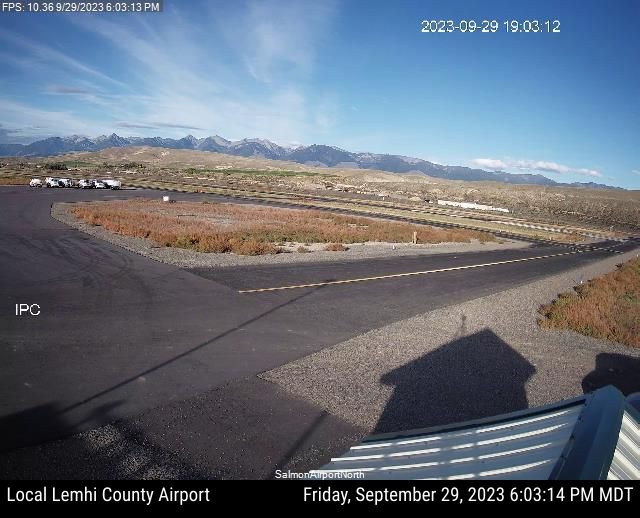 FPS: 10.36 9/29/2023 6:03:13 PM
2023-09-29 19:03:12
IPC
SalmonAirportNorth
Local Lemhi County Airport Friday, September 29, 2023 6:03:14 PM MDT